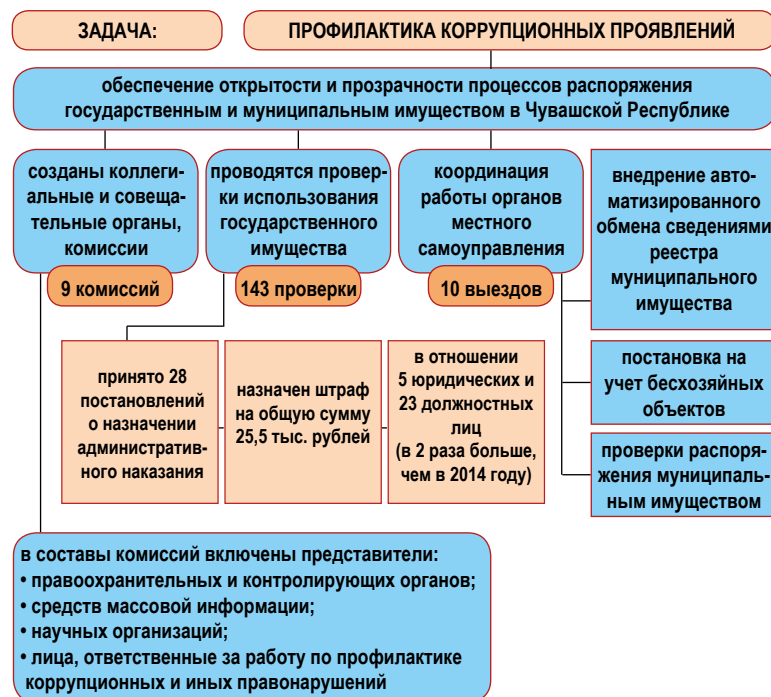 ЗАДАЧА:
ПРОФИЛАКТИКА КОРРУПЦИОННЫХ ПРОЯВЛЕНИЙ
обеспечение открытости и прозрачности процессов распоряжения
государственным и муниципальным имуществом в Чувашской Республике
созданы коллеги-
альные и совеща-
тельные органы,
комиссии
9 комиссий
проводятся провер-
ки использования
государственного
имущества
143 проверки
координация
работы органов
местного
самоуправления
10 выездов
внедрение авто-
матизированного
обмена сведениями
реестра
муниципального
имущества
принято 28
постановлений
о назначении
административ-
ного наказания
назначен штраф
на общую сумму
25,5 тыс. рублей
в отношении
5 юридических и
23 должностных
лиц
(в 2 раза больше,
чем в 2014 году)
постановка на
учет бесхозяйных
объектов
проверки распоря-
жения муниципаль-
ным имуществом
в составы комиссий включены представители:
• правоохранительных и контролирующих органов;
• средств массовой информации;
• научных организаций;
• лица, ответственные за работу по профилактике
коррупционных и иных правонарушений